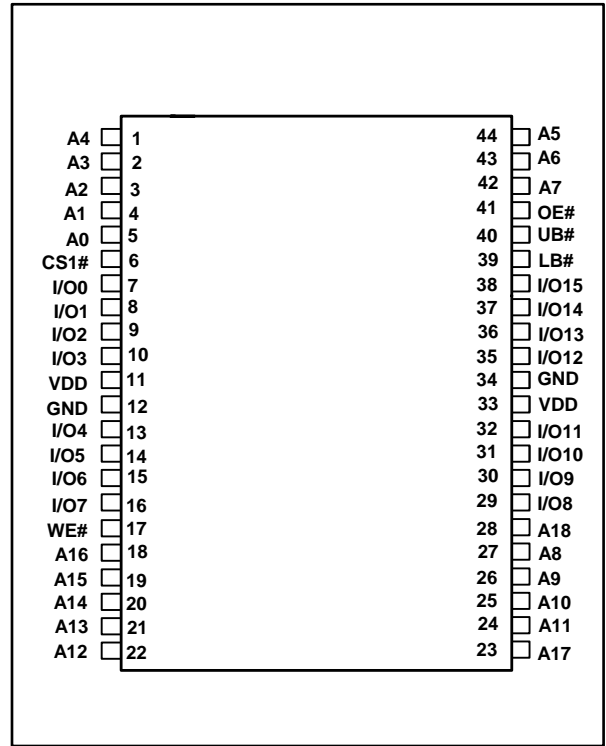 A4 1 44 A5
A3 2 43 A6
A2 3 42 A7
A1 4 41 OE#
A0 5 40 UB#
CS1# 6 39 LB#
I/O0 7 38 I/O15
I/O1 8 37 I/O14
I/O2 9 36 I/O13
I/O3 10 35 I/O12
VDD 11 34 GND
GND 12 33 VDD
I/O4 13 32 I/O11
I/O5 14 31 I/O10
I/O6 15 30 I/O9
I/O7 16 29 I/O8
WE# 17 28 A18
A16 18 27 A8
A15 19 26 A9
A14 20 25 A10
A13 21 24 A11
A12 22 23 A17